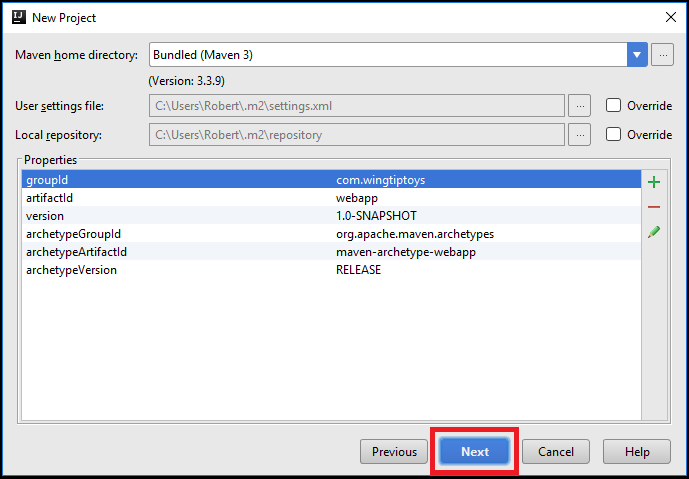 IJ New Project
Maven home directory: Bundled (Maven 3) ...
(Version: 3.3.9)
User settings file: C:\Users\Robert\.m2\settings.xml ... Override
Local repository: C:\Users\Robert\.m2\repository ... Override
Properties
groupId com.wingtiptoys
artifactId webapp
version 1.0-SNAPSHOT
archetypeGroupId org.apache.maven.archetypes
archetypeArtifactId maven-archetype-webapp
archetypeVersion RELEASE
Previous Next Cancel Help